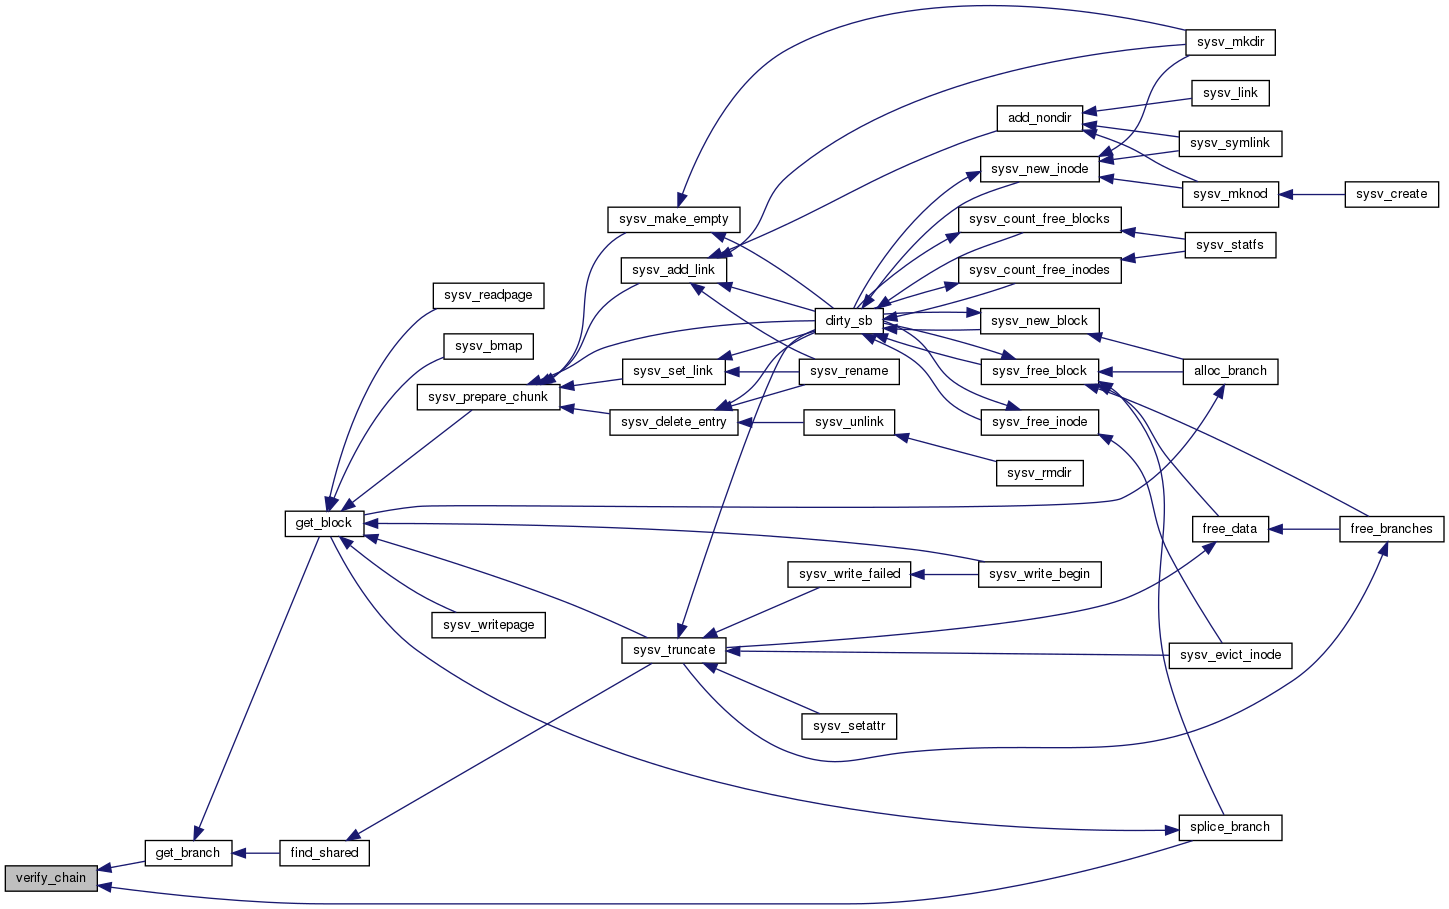 sysv_mkdir
sysv_link
add_nondir
sysv_symlink
sysv_new_inode
sysv_mknod
sysv_create
sysv_make_empty
sysv_count_free_blocks
sysv_statfs
sysv_add_link
sysv_count_free_inodes
sysv_readpage
dirty_sb
sysv_new_block
sysv_bmap
sysv_set_link
sysv_rename
sysv_free_block
alloc_branch
sysv_prepare_chunk
sysv_delete_entry
sysv_unlink
sysv_free_inode
sysv_rmdir
get_block
free_data
free_branches
sysv_write_failed
sysv_write_begin
sysv_writepage
sysv_truncate
sysv_evict_inode
sysv_setattr
splice_branch
get_branch
find_shared
verify_chain